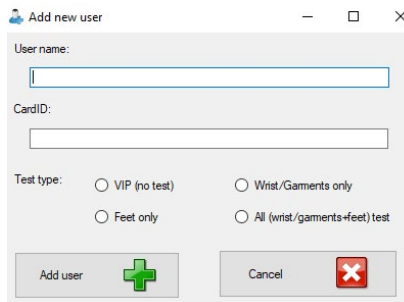 Add new user
User name:
CardID:
Test type:
VIP (no test)
Wrist/Garments only
Feet only
All (wrist/garments+feet) test
Add user
Cancel